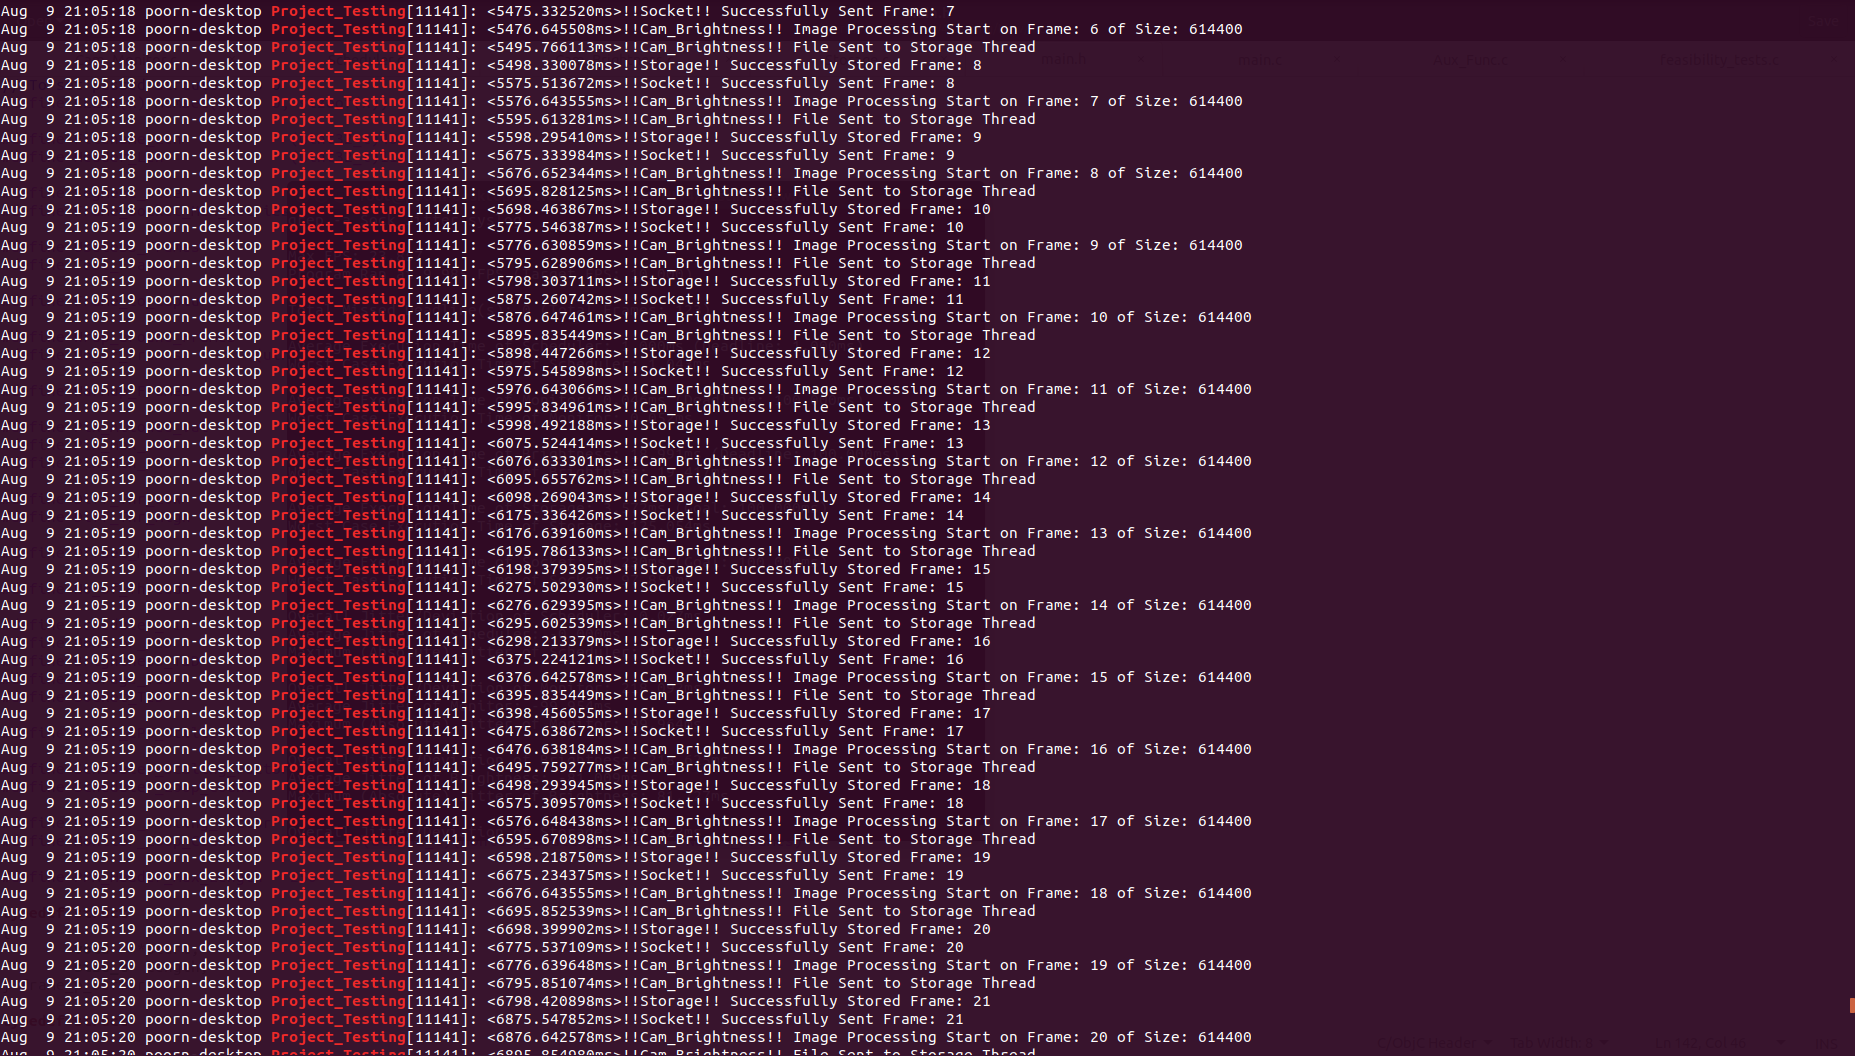 Aug  9 21:05:18 poorn-desktop Project_Testing[11141]: <5475.332520ms>!!Socket!! Successfully Sent Frame: 7
Aug  9 21:05:18 poorn-desktop Project_Testing[11141]: <5476.645508ms>!!Cam_Brightness!! Image Processing Start on Frame: 6 of Size: 614400
Aug  9 21:05:18 poorn-desktop Project_Testing[11141]: <5495.766113ms>!!Cam_Brightness!! File Sent to Storage Thread
Aug  9 21:05:18 poorn-desktop Project_Testing[11141]: <5498.330078ms>!!Storage!! Successfully Stored Frame: 8
Aug  9 21:05:18 poorn-desktop Project_Testing[11141]: <5575.513672ms>!!Socket!! Successfully Sent Frame: 8
Aug  9 21:05:18 poorn-desktop Project_Testing[11141]: <5576.643555ms>!!Cam_Brightness!! Image Processing Start on Frame: 7 of Size: 614400
Aug  9 21:05:18 poorn-desktop Project_Testing[11141]: <5595.613281ms>!!Cam_Brightness!! File Sent to Storage Thread
Aug  9 21:05:18 poorn-desktop Project_Testing[11141]: <5598.295410ms>!!Storage!! Successfully Stored Frame: 9
Aug  9 21:05:18 poorn-desktop Project_Testing[11141]: <5675.333984ms>!!Socket!! Successfully Sent Frame: 9
Aug  9 21:05:18 poorn-desktop Project_Testing[11141]: <5676.652344ms>!!Cam_Brightness!! Image Processing Start on Frame: 8 of Size: 614400
Aug  9 21:05:18 poorn-desktop Project_Testing[11141]: <5695.828125ms>!!Cam_Brightness!! File Sent to Storage Thread
Aug  9 21:05:18 poorn-desktop Project_Testing[11141]: <5698.463867ms>!!Storage!! Successfully Stored Frame: 10
Aug  9 21:05:19 poorn-desktop Project_Testing[11141]: <5775.546387ms>!!Socket!! Successfully Sent Frame: 10
Aug  9 21:05:19 poorn-desktop Project_Testing[11141]: <5776.630859ms>!!Cam_Brightness!! Image Processing Start on Frame: 9 of Size: 614400
Aug  9 21:05:19 poorn-desktop Project_Testing[11141]: <5795.628906ms>!!Cam_Brightness!! File Sent to Storage Thread
Aug  9 21:05:19 poorn-desktop Project_Testing[11141]: <5798.303711ms>!!Storage!! Successfully Stored Frame: 11
Aug  9 21:05:19 poorn-desktop Project_Testing[11141]: <5875.260742ms>!!Socket!! Successfully Sent Frame: 11
Aug  9 21:05:19 poorn-desktop Project_Testing[11141]: <5876.647461ms>!!Cam_Brightness!! Image Processing Start on Frame: 10 of Size: 614400
Aug  9 21:05:19 poorn-desktop Project_Testing[11141]: <5895.835449ms>!!Cam_Brightness!! File Sent to Storage Thread
Aug  9 21:05:19 poorn-desktop Project_Testing[11141]: <5898.447266ms>!!Storage!! Successfully Stored Frame: 12
Aug  9 21:05:19 poorn-desktop Project_Testing[11141]: <5975.545898ms>!!Socket!! Successfully Sent Frame: 12
Aug  9 21:05:19 poorn-desktop Project_Testing[11141]: <5976.643066ms>!!Cam_Brightness!! Image Processing Start on Frame: 11 of Size: 614400
Aug  9 21:05:19 poorn-desktop Project_Testing[11141]: <5995.834961ms>!!Cam_Brightness!! File Sent to Storage Thread
Aug  9 21:05:19 poorn-desktop Project_Testing[11141]: <5998.492188ms>!!Storage!! Successfully Stored Frame: 13
Aug  9 21:05:19 poorn-desktop Project_Testing[11141]: <6075.524414ms>!!Socket!! Successfully Sent Frame: 13
Aug  9 21:05:19 poorn-desktop Project_Testing[11141]: <6076.633301ms>!!Cam_Brightness!! Image Processing Start on Frame: 12 of Size: 614400
Aug  9 21:05:19 poorn-desktop Project_Testing[11141]: <6095.655762ms>!!Cam_Brightness!! File Sent to Storage Thread
Aug  9 21:05:19 poorn-desktop Project_Testing[11141]: <6098.269043ms>!!Storage!! Successfully Stored Frame: 14
Aug  9 21:05:19 poorn-desktop Project_Testing[11141]: <6175.336426ms>!!Socket!! Successfully Sent Frame: 14
Aug  9 21:05:19 poorn-desktop Project_Testing[11141]: <6176.639160ms>!!Cam_Brightness!! Image Processing Start on Frame: 13 of Size: 614400
Aug  9 21:05:19 poorn-desktop Project_Testing[11141]: <6195.786133ms>!!Cam_Brightness!! File Sent to Storage Thread
Aug  9 21:05:19 poorn-desktop Project_Testing[11141]: <6198.379395ms>!!Storage!! Successfully Stored Frame: 15
Aug  9 21:05:19 poorn-desktop Project_Testing[11141]: <6275.502930ms>!!Socket!! Successfully Sent Frame: 15
Aug  9 21:05:19 poorn-desktop Project_Testing[11141]: <6276.629395ms>!!Cam_Brightness!! Image Processing Start on Frame: 14 of Size: 614400
Aug  9 21:05:19 poorn-desktop Project_Testing[11141]: <6295.602539ms>!!Cam_Brightness!! File Sent to Storage Thread
Aug  9 21:05:19 poorn-desktop Project_Testing[11141]: <6298.213379ms>!!Storage!! Successfully Stored Frame: 16
Aug  9 21:05:19 poorn-desktop Project_Testing[11141]: <6375.224121ms>!!Socket!! Successfully Sent Frame: 16
Aug  9 21:05:19 poorn-desktop Project_Testing[11141]: <6376.642578ms>!!Cam_Brightness!! Image Processing Start on Frame: 15 of Size: 614400
Aug  9 21:05:19 poorn-desktop Project_Testing[11141]: <6395.835449ms>!!Cam_Brightness!! File Sent to Storage Thread
Aug  9 21:05:19 poorn-desktop Project_Testing[11141]: <6398.456055ms>!!Storage!! Successfully Stored Frame: 17
Aug  9 21:05:19 poorn-desktop Project_Testing[11141]: <6475.638672ms>!!Socket!! Successfully Sent Frame: 17
Aug  9 21:05:19 poorn-desktop Project_Testing[11141]: <6476.638184ms>!!Cam_Brightness!! Image Processing Start on Frame: 16 of Size: 614400
Aug  9 21:05:19 poorn-desktop Project_Testing[11141]: <6495.759277ms>!!Cam_Brightness!! File Sent to Storage Thread
Aug  9 21:05:19 poorn-desktop Project_Testing[11141]: <6498.293945ms>!!Storage!! Successfully Stored Frame: 18
Aug  9 21:05:19 poorn-desktop Project_Testing[11141]: <6575.309570ms>!!Socket!! Successfully Sent Frame: 18
Aug  9 21:05:19 poorn-desktop Project_Testing[11141]: <6576.648438ms>!!Cam_Brightness!! Image Processing Start on Frame: 17 of Size: 614400
Aug  9 21:05:19 poorn-desktop Project_Testing[11141]: <6595.670898ms>!!Cam_Brightness!! File Sent to Storage Thread
Aug  9 21:05:19 poorn-desktop Project_Testing[11141]: <6598.218750ms>!!Storage!! Successfully Stored Frame: 19
Aug  9 21:05:19 poorn-desktop Project_Testing[11141]: <6675.234375ms>!!Socket!! Successfully Sent Frame: 19
Aug  9 21:05:19 poorn-desktop Project_Testing[11141]: <6676.643555ms>!!Cam_Brightness!! Image Processing Start on Frame: 18 of Size: 614400
Aug  9 21:05:19 poorn-desktop Project_Testing[11141]: <6695.852539ms>!!Cam_Brightness!! File Sent to Storage Thread
Aug  9 21:05:19 poorn-desktop Project_Testing[11141]: <6698.399902ms>!!Storage!! Successfully Stored Frame: 20
Aug  9 21:05:20 poorn-desktop Project_Testing[11141]: <6775.537109ms>!!Socket!! Successfully Sent Frame: 20
Aug  9 21:05:20 poorn-desktop Project_Testing[11141]: <6776.639648ms>!!Cam_Brightness!! Image Processing Start on Frame: 19 of Size: 614400
Aug  9 21:05:20 poorn-desktop Project_Testing[11141]: <6795.851074ms>!!Cam_Brightness!! File Sent to Storage Thread
Aug  9 21:05:20 poorn-desktop Project_Testing[11141]: <6798.420898ms>!!Storage!! Successfully Stored Frame: 21
Aug  9 21:05:20 poorn-desktop Project_Testing[11141]: <6875.547852ms>!!Socket!! Successfully Sent Frame: 21
Aug  9 21:05:20 poorn-desktop Project_Testing[11141]: <6876.642578ms>!!Cam_Brightness!! Image Processing Start on Frame: 20 of Size: 614400